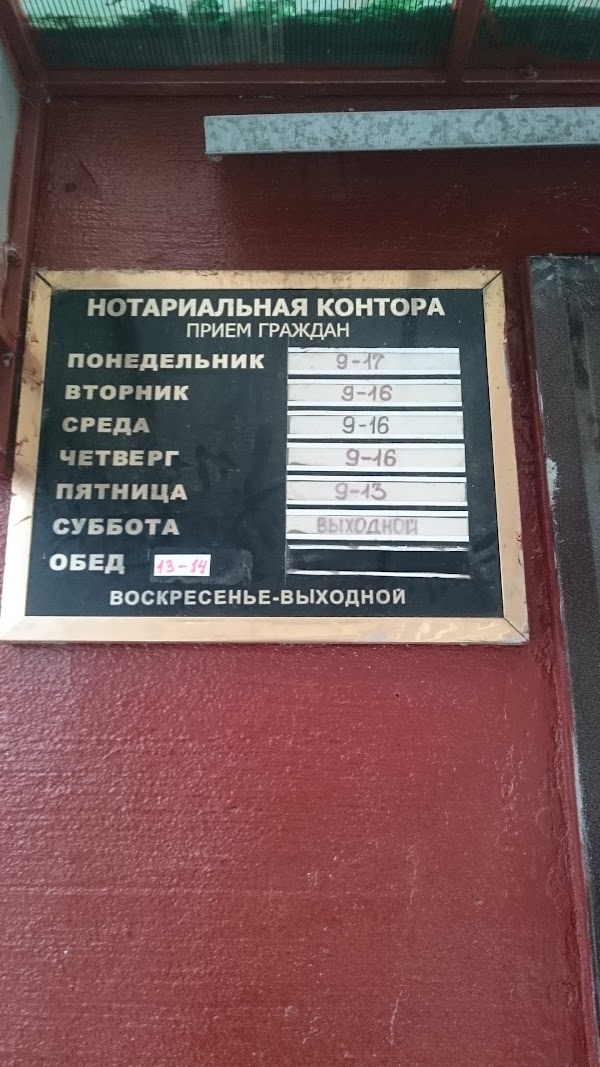 НОТАРИАЛЬНАЯ КОНТОРА
ПРИЕМ ГРАЖДАН
ПОНЕДЕЛЬНИК 9-17
ВТОРНИК 9-16
СРЕДА 9-16
ЧЕТВЕРГ 9-16
ПЯТНИЦА 9-13
СУББОТА ВЫХОДНОЙ
ОБЕД 13-14
ВОСКРЕСЕНЬЕ-ВЫХОДНОЙ